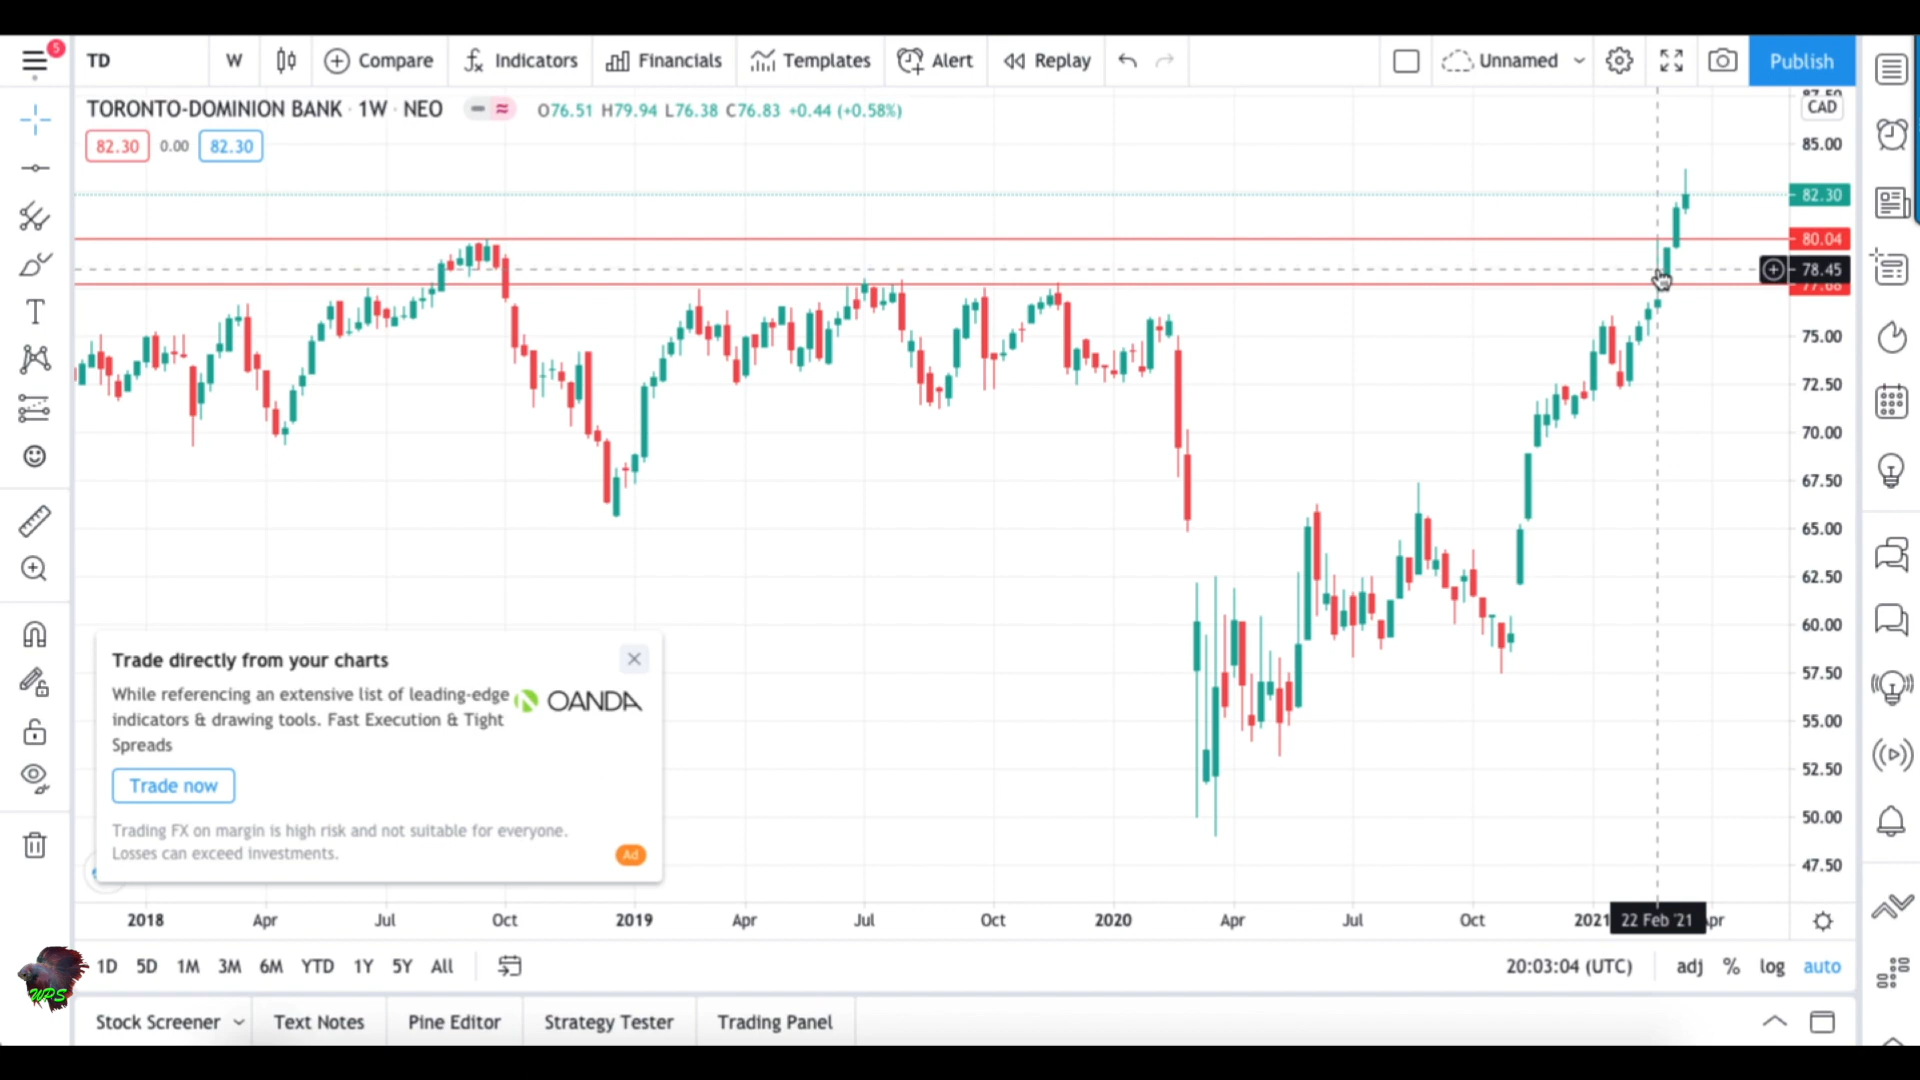 5
TD
W
Compare
Indicators
Financials
Templates
Alert
Replay
Unnamed
Publish
TORONTO-DOMINION BANK · 1W · NEO
O76.51 H79.94 L76.38 C76.83 +0.44 (+0.58%)
82.30 0.00 82.30
87.50
CAD
85.00
82.30
80.04
78.45
77.68
75.00
72.50
70.00
67.50
65.00
62.50
60.00
57.50
55.00
52.50
50.00
47.50
Trade directly from your charts
While referencing an extensive list of leading-edge
indicators & drawing tools. Fast Execution & Tight
Spreads
OANDA
Trade now
Trading FX on margin is high risk and not suitable for everyone.
Losses can exceed investments.
Ad
2018 Apr Jul Oct 2019 Apr Jul Oct 2020 Apr Jul Oct 2021 22 Feb '21 Apr
1D 5D 1M 3M 6M YTD 1Y 5Y All
20:03:04 (UTC) adj % log auto
WPS
Stock Screener Text Notes Pine Editor Strategy Tester Trading Panel